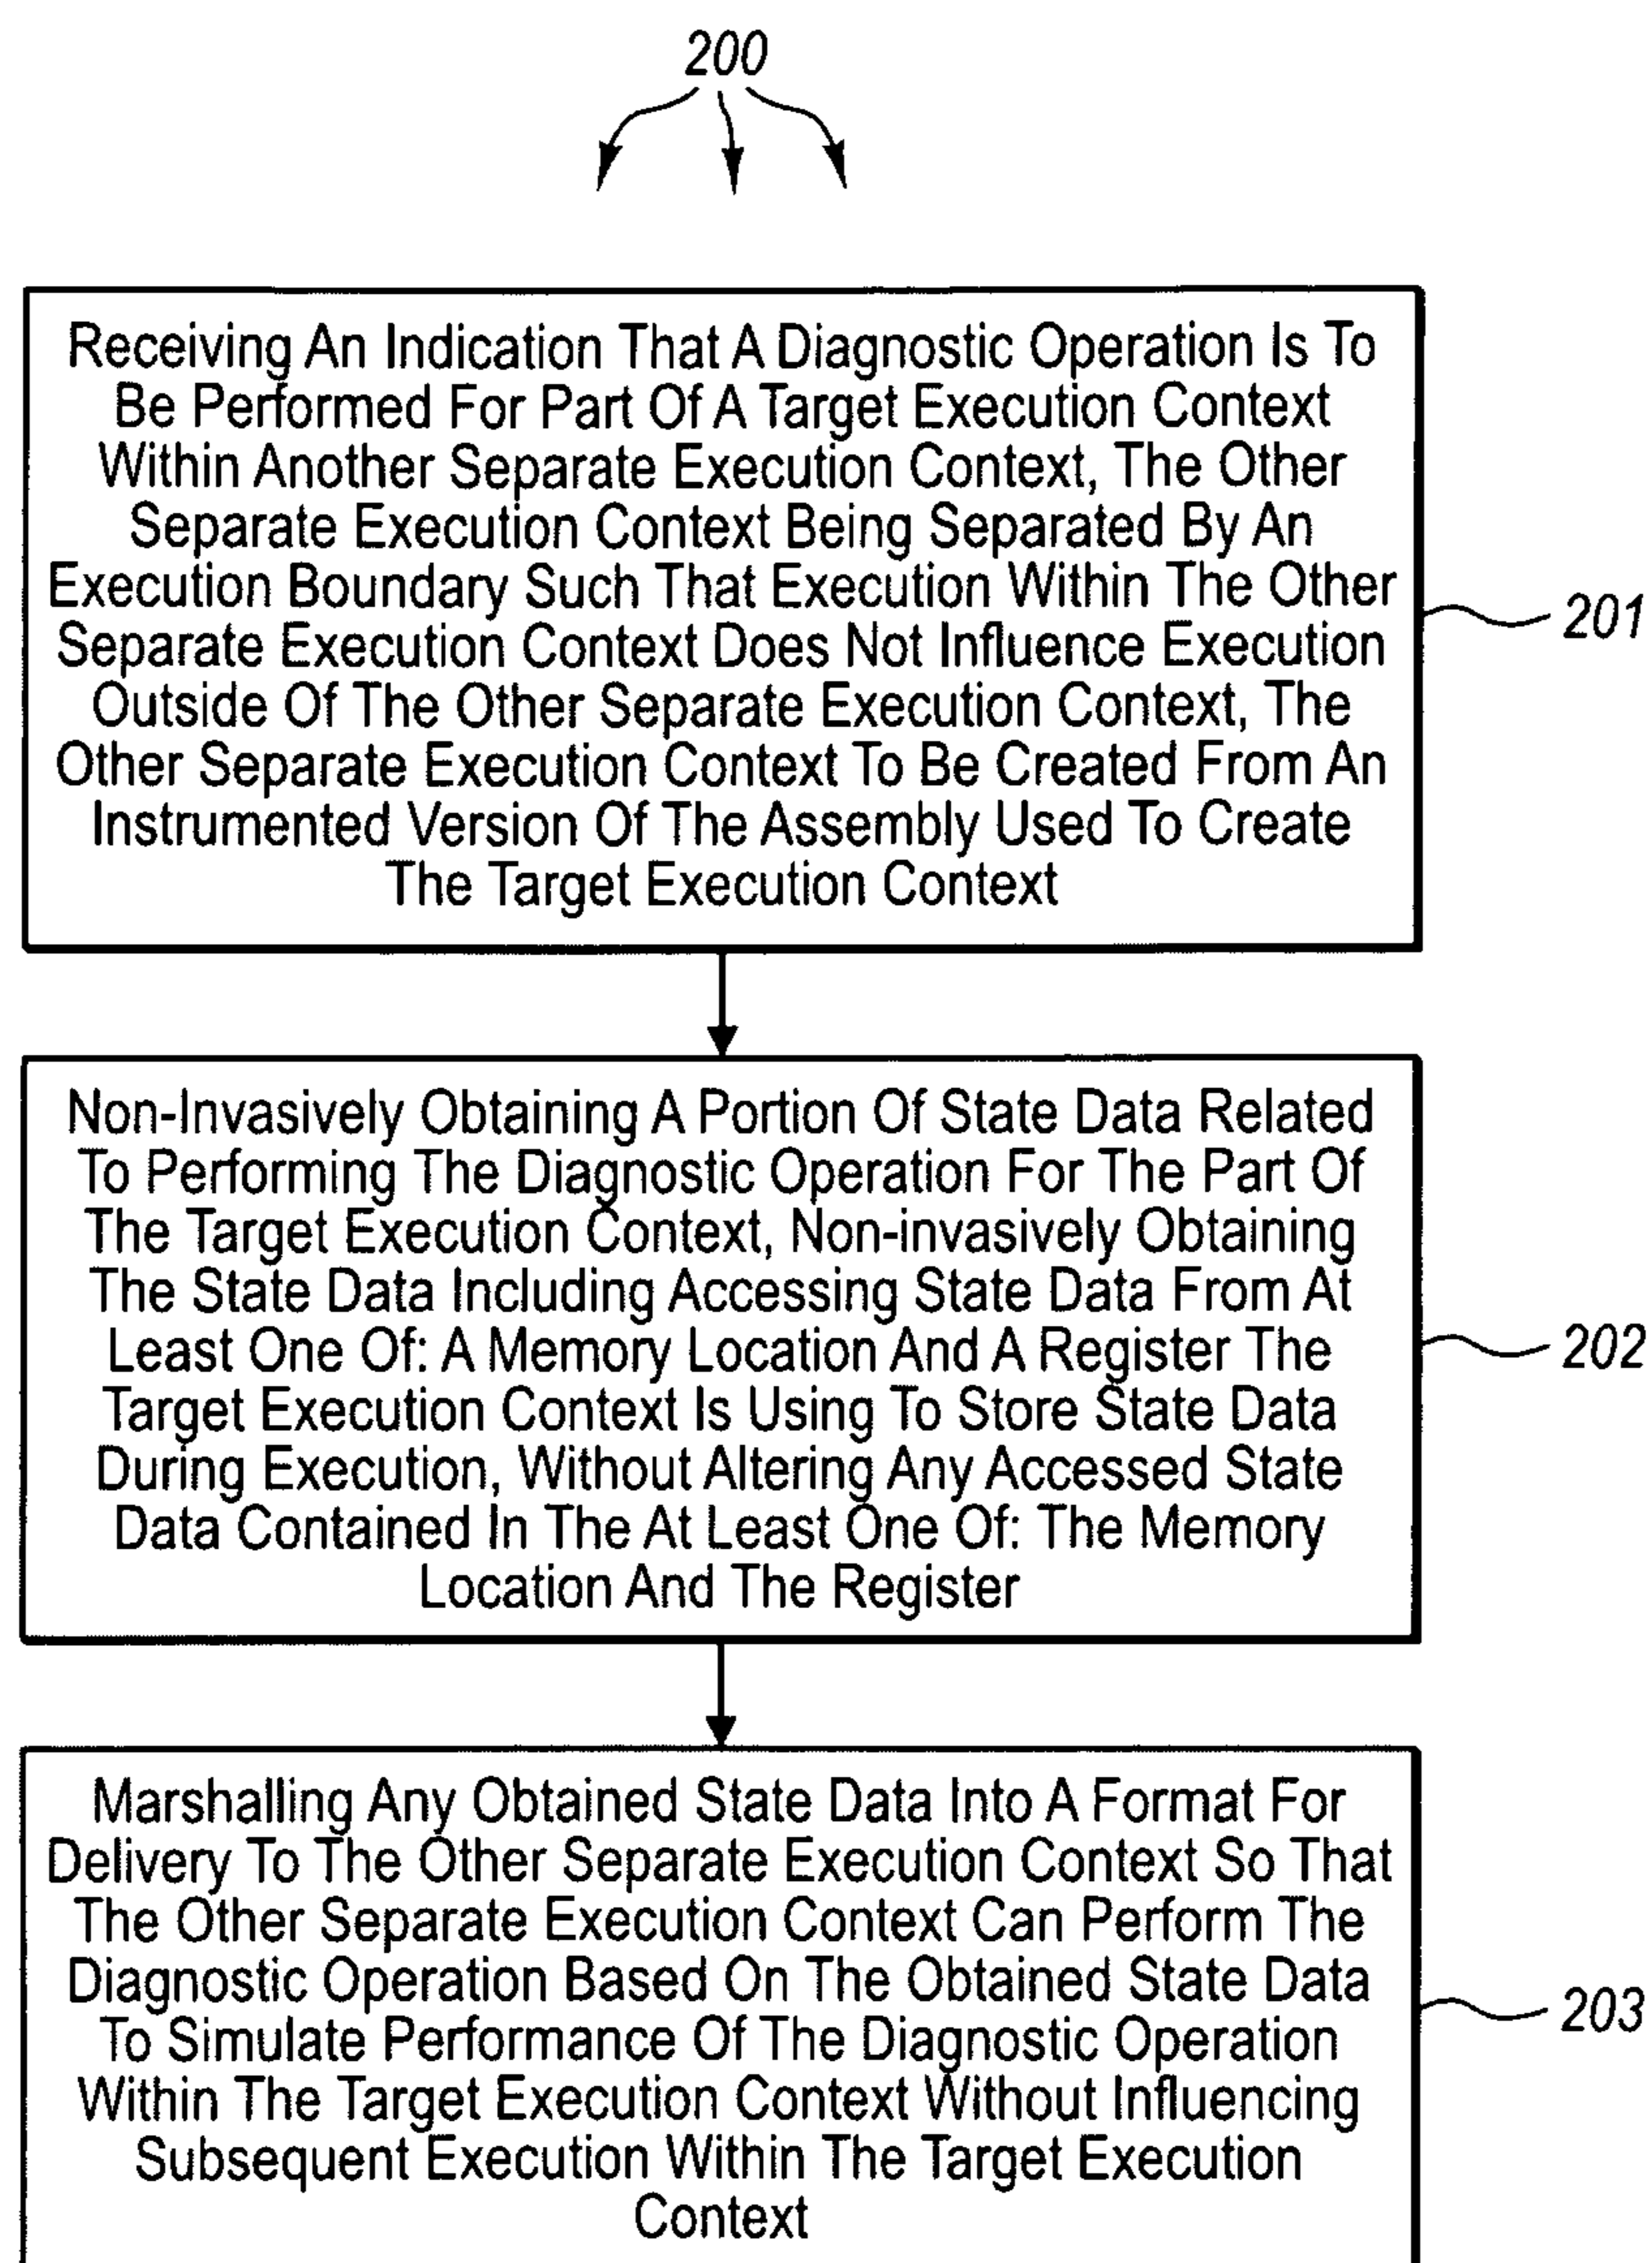 200
Receiving An Indication That A Diagnostic Operation Is To
Be Performed For Part Of A Target Execution Context
Within Another Separate Execution Context, The Other
Separate Execution Context Being Separated By An
Execution Boundary Such That Execution Within The Other
Separate Execution Context Does Not Influence Execution
Outside Of The Other Separate Execution Context, The
Other Separate Execution Context To Be Created From An
Instrumented Version Of The Assembly Used To Create
The Target Execution Context
201
Non-Invasively Obtaining A Portion Of State Data Related
To Performing The Diagnostic Operation For The Part Of
The Target Execution Context, Non-invasively Obtaining
The State Data Including Accessing State Data From At
Least One Of: A Memory Location And A Register The
Target Execution Context Is Using To Store State Data
During Execution, Without Altering Any Accessed State
Data Contained In The At Least One Of: The Memory
Location And The Register
202
Marshalling Any Obtained State Data Into A Format For
Delivery To The Other Separate Execution Context So That
The Other Separate Execution Context Can Perform The
Diagnostic Operation Based On The Obtained State Data
To Simulate Performance Of The Diagnostic Operation
Within The Target Execution Context Without Influencing
Subsequent Execution Within The Target Execution
Context
203